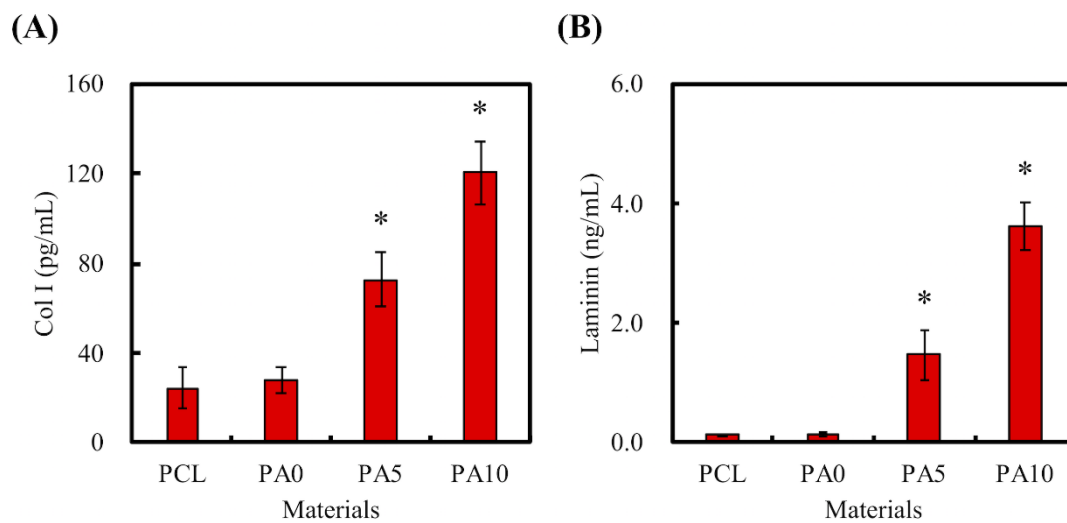 (A)
160
120
80
40
0
Col I (pg/mL)
*
*
PCL PA0 PA5 PA10
Materials
(B)
6.0
4.0
2.0
0.0
Laminin (ng/mL)
*
*
PCL PA0 PA5 PA10
Materials